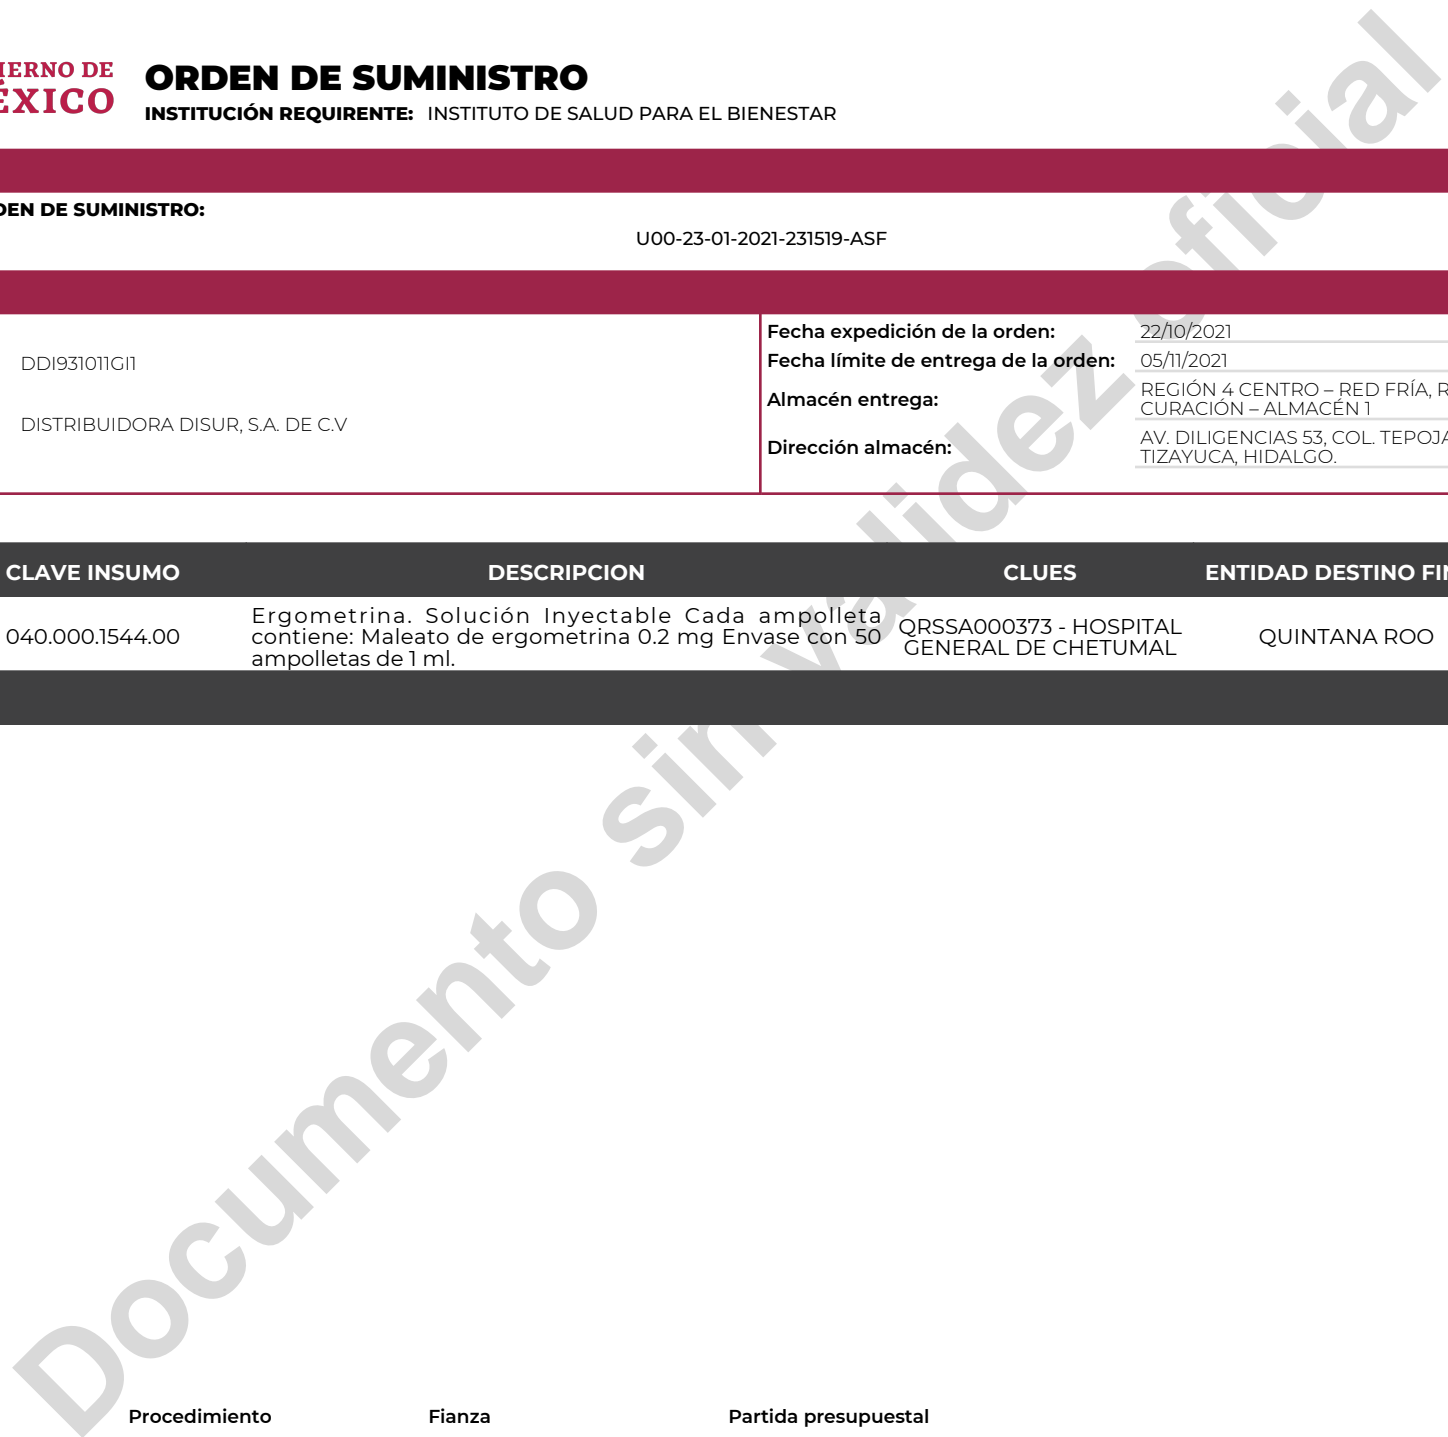 IERNO DE
ÉXICO
ORDEN DE SUMINISTRO
INSTITUCIÓN REQUIRENTE: INSTITUTO DE SALUD PARA EL BIENESTAR
DEN DE SUMINISTRO:
U00-23-01-2021-231519-ASF
DDI931011GI1
DISTRIBUIDORA DISUR, S.A. DE C.V
Fecha expedición de la orden: 22/10/2021
Fecha límite de entrega de la orden: 05/11/2021
Almacén entrega: REGIÓN 4 CENTRO – RED FRÍA, R
CURACIÓN – ALMACÉN 1
Dirección almacén: AV. DILIGENCIAS 53, COL. TEPOJA
TIZAYUCA, HIDALGO.
CLAVE INSUMO DESCRIPCION CLUES ENTIDAD DESTINO FIN
040.000.1544.00
Ergometrina. Solución Inyectable Cada ampolleta
contiene: Maleato de ergometrina 0.2 mg Envase con 50
ampolletas de 1 ml.
QRSSA000373 - HOSPITAL
GENERAL DE CHETUMAL
QUINTANA ROO
Documento sin validez oficial
Procedimiento Fianza Partida presupuestal